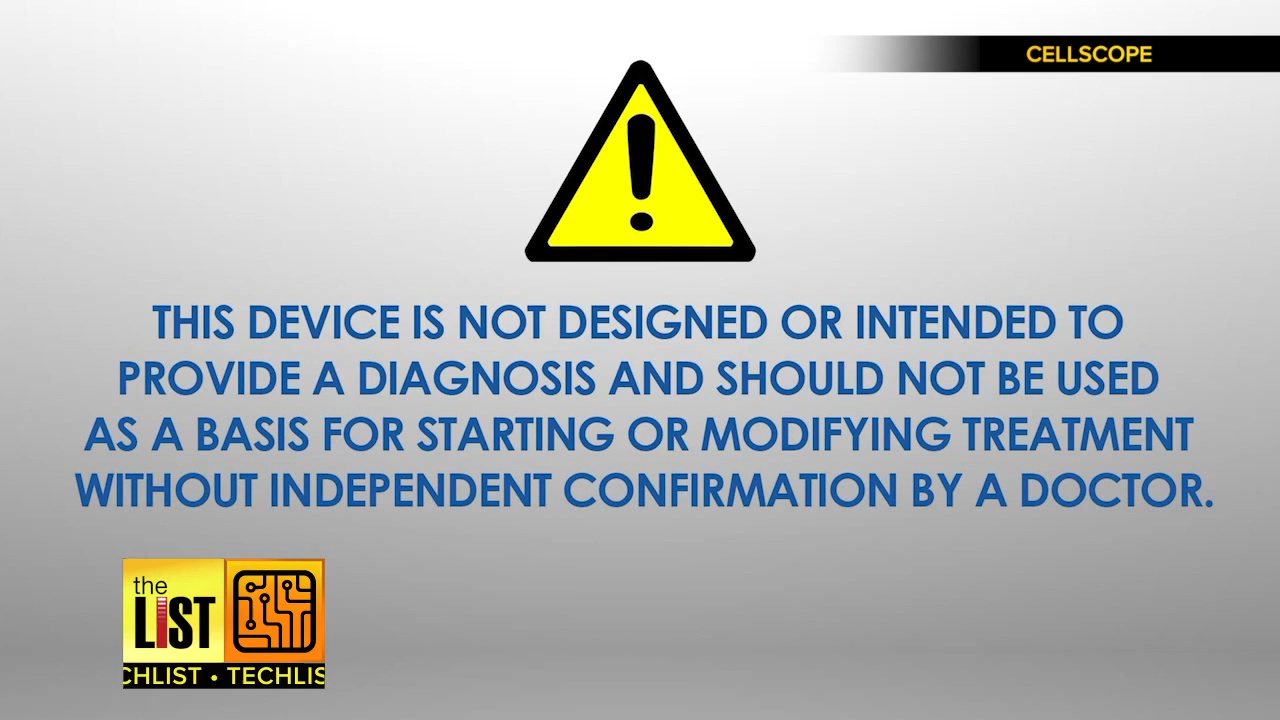 CELLSCOPE
THIS DEVICE IS NOT DESIGNED OR INTENDED TO
PROVIDE A DIAGNOSIS AND SHOULD NOT BE USED
AS A BASIS FOR STARTING OR MODIFYING TREATMENT
WITHOUT INDEPENDENT CONFIRMATION BY A DOCTOR.
the
LiST
CHLIST • TECHLIS